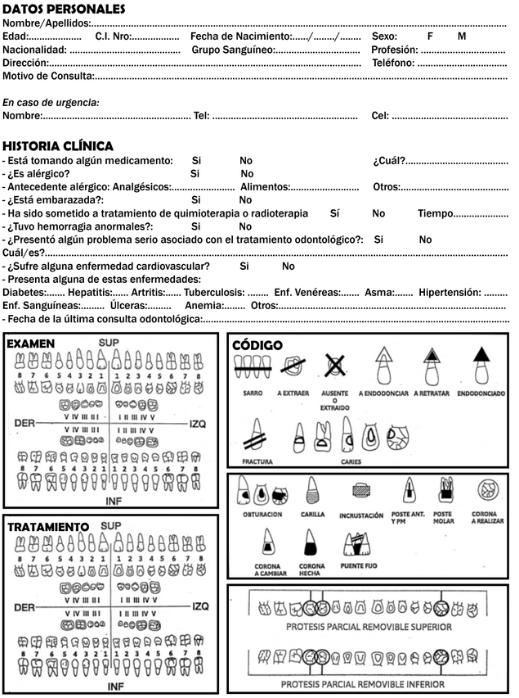 DATOS PERSONALES
Nombre/Apellidos:
Edad: C.I. Nro: Fecha de Nacimiento:....../......../........ Sexo: F M
Nacionalidad: Grupo Sanguíneo: Profesión:
Dirección: Teléfono:
Motivo de Consulta:
En caso de urgencia:
Nombre: Tel: Cel:
HISTORIA CLÍNICA
- Está tomando algún medicamento: Si No ¿Cuál?
- ¿Es alérgico? Si No
- Antecedente alérgico: Analgésicos: Alimentos: Otros:
- ¿Está embarazada?: Si No
- Ha sido sometido a tratamiento de quimioterapia o radioterapia Sí No Tiempo
- ¿Tuvo hemorragia anormales?: Si No
- ¿Presentó algún problema serio asociado con el tratamiento odontológico?: Si No
Cuál/es?
- ¿Sufre alguna enfermedad cardiovascular? Si No
- Presenta alguna de estas enfermedades:
Diabetes: Hepatitis: Artritis: Tuberculosis: Enf. Venéreas: Asma: Hipertensión:
Enf. Sanguíneas: Úlceras: Anemia: Otros:
- Fecha de la última consulta odontológica:
EXAMEN SUP
8 7 6 5 4 3 2 1 1 2 3 4 5 6 7 8
V IV III II I I II III IV V
DER IZQ
V IV III II I I II III IV V
8 7 6 5 4 3 2 1 1 2 3 4 5 6 7 8
INF
TRATAMIENTO SUP
8 7 6 5 4 3 2 1 1 2 3 4 5 6 7 8
V IV III II I I II III IV V
DER IZQ
V IV III II I I II III IV V
8 7 6 5 4 3 2 1 1 2 3 4 5 6 7 8
INF
CÓDIGO
SARRO A EXTRAER AUSENTE O EXTRAIDO A ENDODONCIAR A RETRATAR ENDODONCIADO
FRACTURA CARIES
OBTURACION CARILLA INCRUSTACIÓN POSTE ANT. Y PM POSTE MOLAR CORONA A REALIZAR
CORONA A CAMBIAR CORONA HECHA PUENTE FIJO
PROTESIS PARCIAL REMOVIBLE SUPERIOR
PROTESIS PARCIAL REMOVIBLE INFERIOR